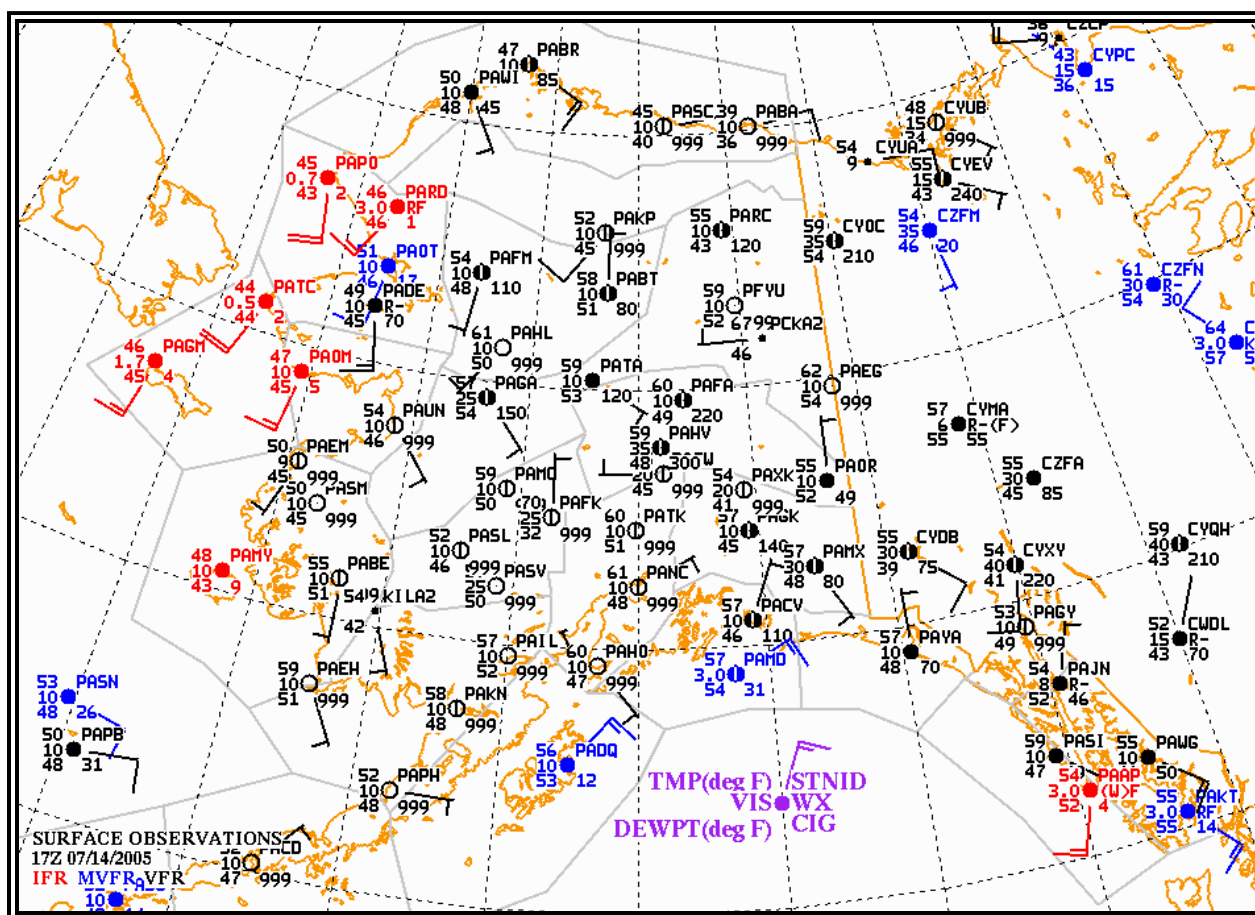 47 PABR
10 85
50 PAWI
10
48 45
45 PASC
10
40 999
39 PABA
10
36 999
48 CYUB
15
999
54 CYUA
9
55 CYEV
15
43 240
9
43 CYPC
15
36 15
45 PAPO
0.7
43 2
46 PARD
3.0 RF
46 1
51 PAOT
10
46 17
54 PAFM
10
48 110
52 PAKP
10
45 999
58 PABT
10
51 80
55 PARC
10
43 120
59 CYOC
35
54 210
54 CZFM
35
46 20
61 CZFN
30 R-
54 30
64
3.0
57
44 PATC
0.5
44 2
49 PADE
10 R-
45 70
59 PFYU
10
52
6799 PCKA2
46
46 PAGM
1.7
45 4
47 PAOM
10
45 5
61 PAHL
10
50 999
57 PAGA
25
54 150
59 PATA
10
53 120
60 PAFA
10
49 220
62 PAEG
10
54 999
54 PAUN
10
46 999
57 CYMA
6 R-(F)
55 55
50 PAEM
9
45 999
50 PASM
10
45 999
59 PAMC
10
50
PAFK
25
32 999
59 PAWV
35
48 300
20
45 999
54 PAXK
20
41 999
55 PAOR
10
52 49
55 CZFA
30
45 85
48 PAMY
10
43 9
55 PABE
10
51
52 PASL
10
46 999
PASV
25
50 999
60 PATK
10
51 999
57 PAGK
10
45 140
57 PAMX
30
48 80
55 CYDB
30
39 75
54 CYXY
40
41 220
59 CYQH
40
43 210
KILA2
42
61 PANC
10
48 999
57 PACV
10
46 110
53 PAGY
10
49 999
52 CWDL
15 R-
43 70
53 PASN
10
48 26
59 PAEH
10
51 999
57 PAIL
10
52 999
60 PAHO
10
47 999
57 PAMD
3.0
54 31
57 PAYA
10
48 70
54 PAJN
8 R-
52 46
50 PAPB
10
48 31
58 PAKN
10
48 999
56 PADQ
10
53 12
59 PASI
10
47
55 PAWG
10
50
52 PAPH
10
48 999
54 PAAP
3.0 (W)F
52 4
55 PAKT
3.0 RF
55 14
TMP(deg F) STNID
VIS WX
DEWPT(deg F) CIG
SURFACE OBSERVATIONS
17Z 07/14/2005
IFR MVFR VFR
10
47 999